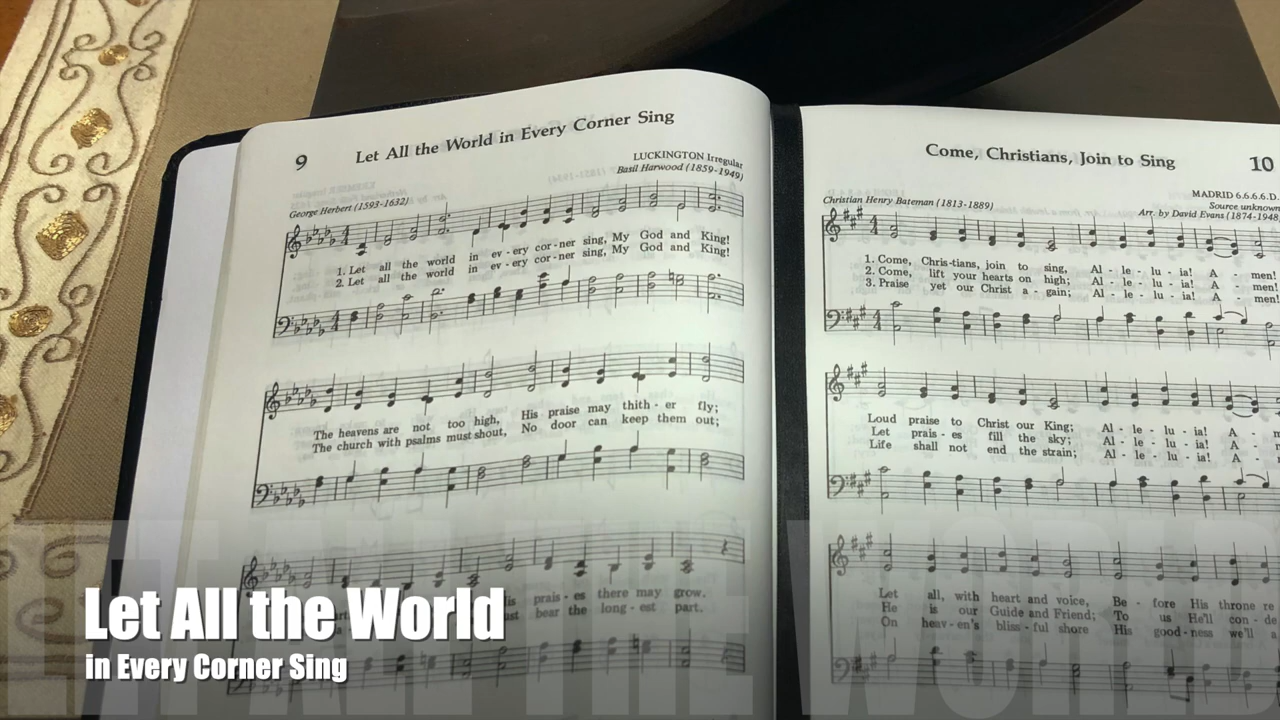 9
Let All the World in Every Corner Sing
LUCKINGTON Irregular
Basil Harwood (1859-1949)
George Herbert (1593-1632)
1. Let all the world in ev - ery cor - ner sing, My God and King!
2. Let all the world in ev - ery cor - ner sing, My God and King!
The heavens are not too high, His praise may thith - er fly;
The church with psalms must shout, No door can keep them out;
prais - es there may grow.
bear the long - est part.
Come, Christians, Join to Sing
10
MADRID 6.6.6.6.D.
Source unknown
Christian Henry Bateman (1813-1889)
Arr. by David Evans (1874-1948
1. Come, Chris-tians, join to sing, Al - le - lu - ia! A - men!
2. Come, lift your hearts on high; Al - le - lu - ia! A - men!
3. Praise yet our Christ a - gain; Al - le - lu - ia! A - men!
Loud praise to Christ our King; Al - le - lu - ia! A -
Let prais - es fill the sky; Al - le - lu - ia! A -
Life shall not end the strain; Al - le - lu - ia! A -
Let all, with heart and voice, Be - fore His throne re
He is our Guide and Friend; To us He'll con - de
On heav - en's bliss - ful shore His good - ness we'll a
LET ALL THE WORLD
Let All the World
in Every Corner Sing